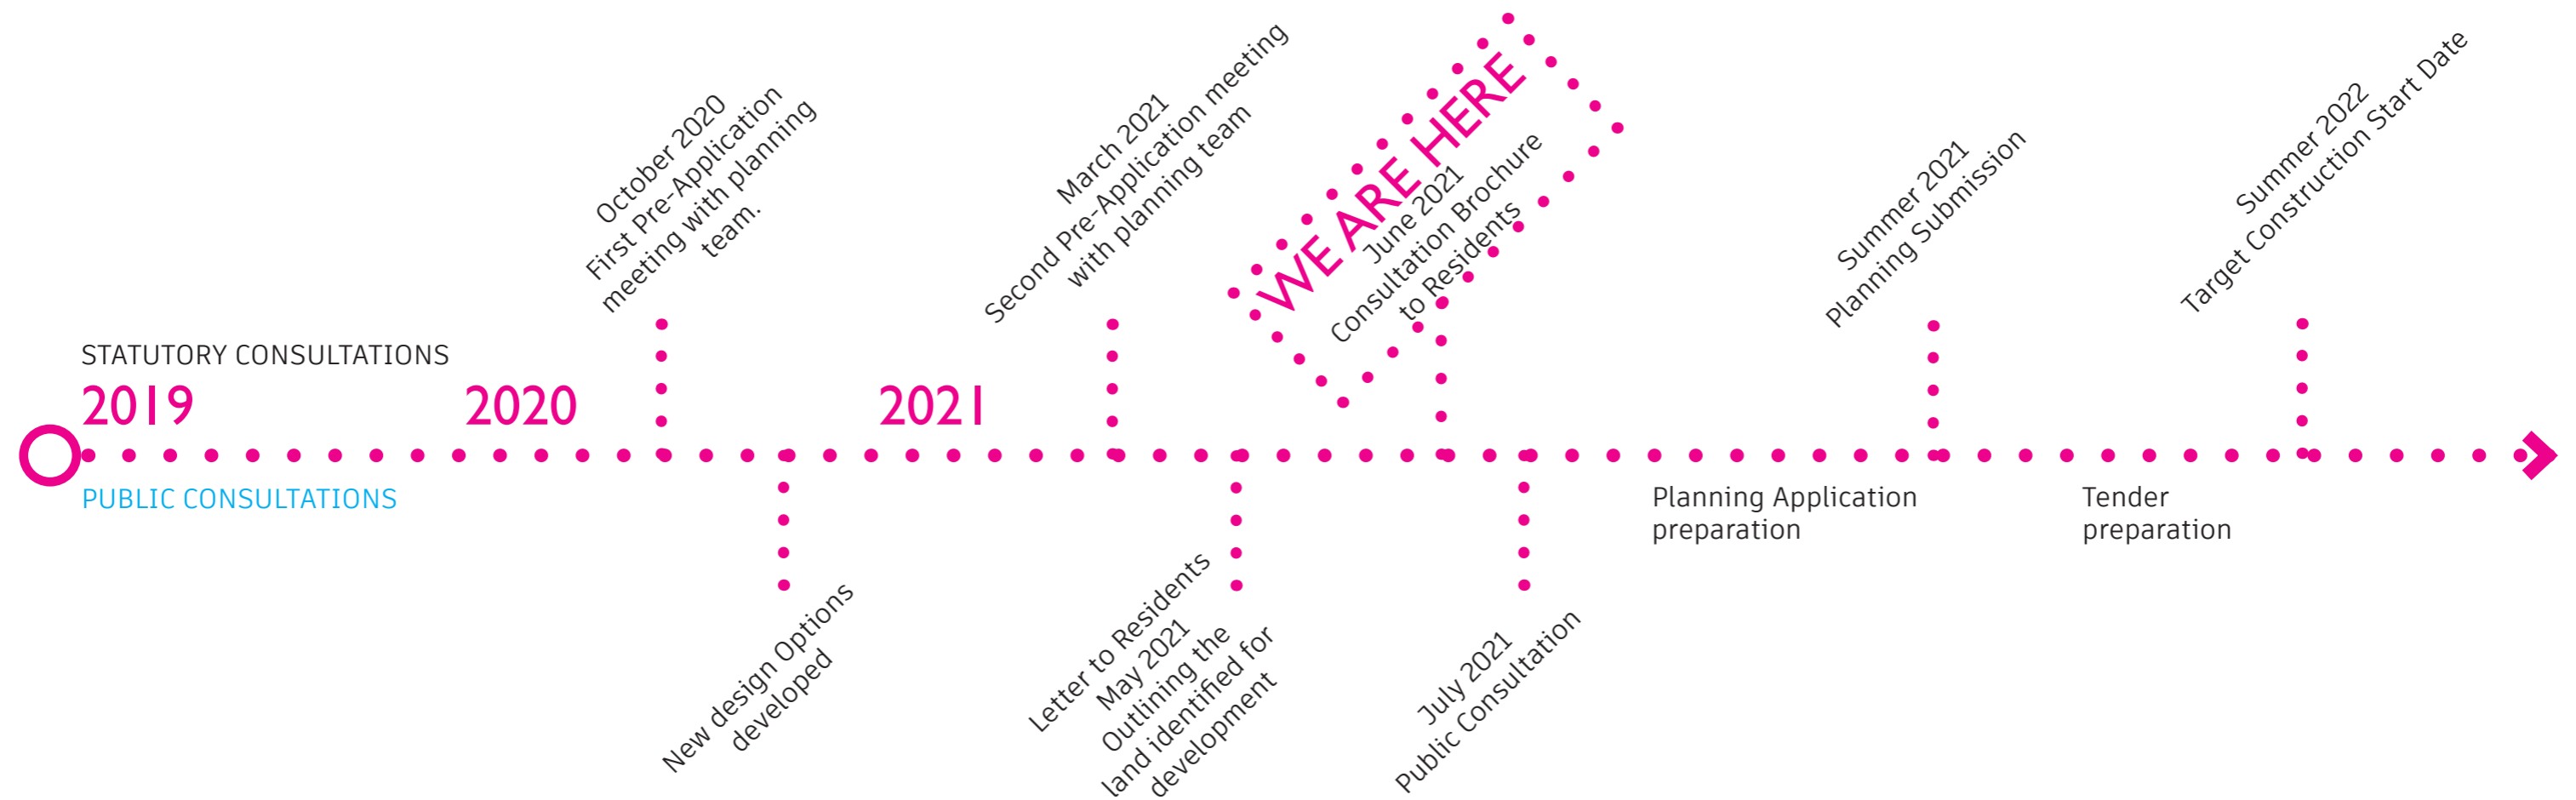 October 2020
First Pre-Application
meeting with planning
team.
March 2021
Second Pre-Application meeting
with planning team
WE ARE HERE
June 2021
Consultation Brochure
to Residents
Summer 2021
Planning Submission
Summer 2022
Target Construction Start Date
STATUTORY CONSULTATIONS
2019
2020
2021
PUBLIC CONSULTATIONS
New design Options
developed
Letter to Residents
May 2021
Outlining the
land identified for
development
July 2021
Public Consultation
Planning Application
preparation
Tender
preparation